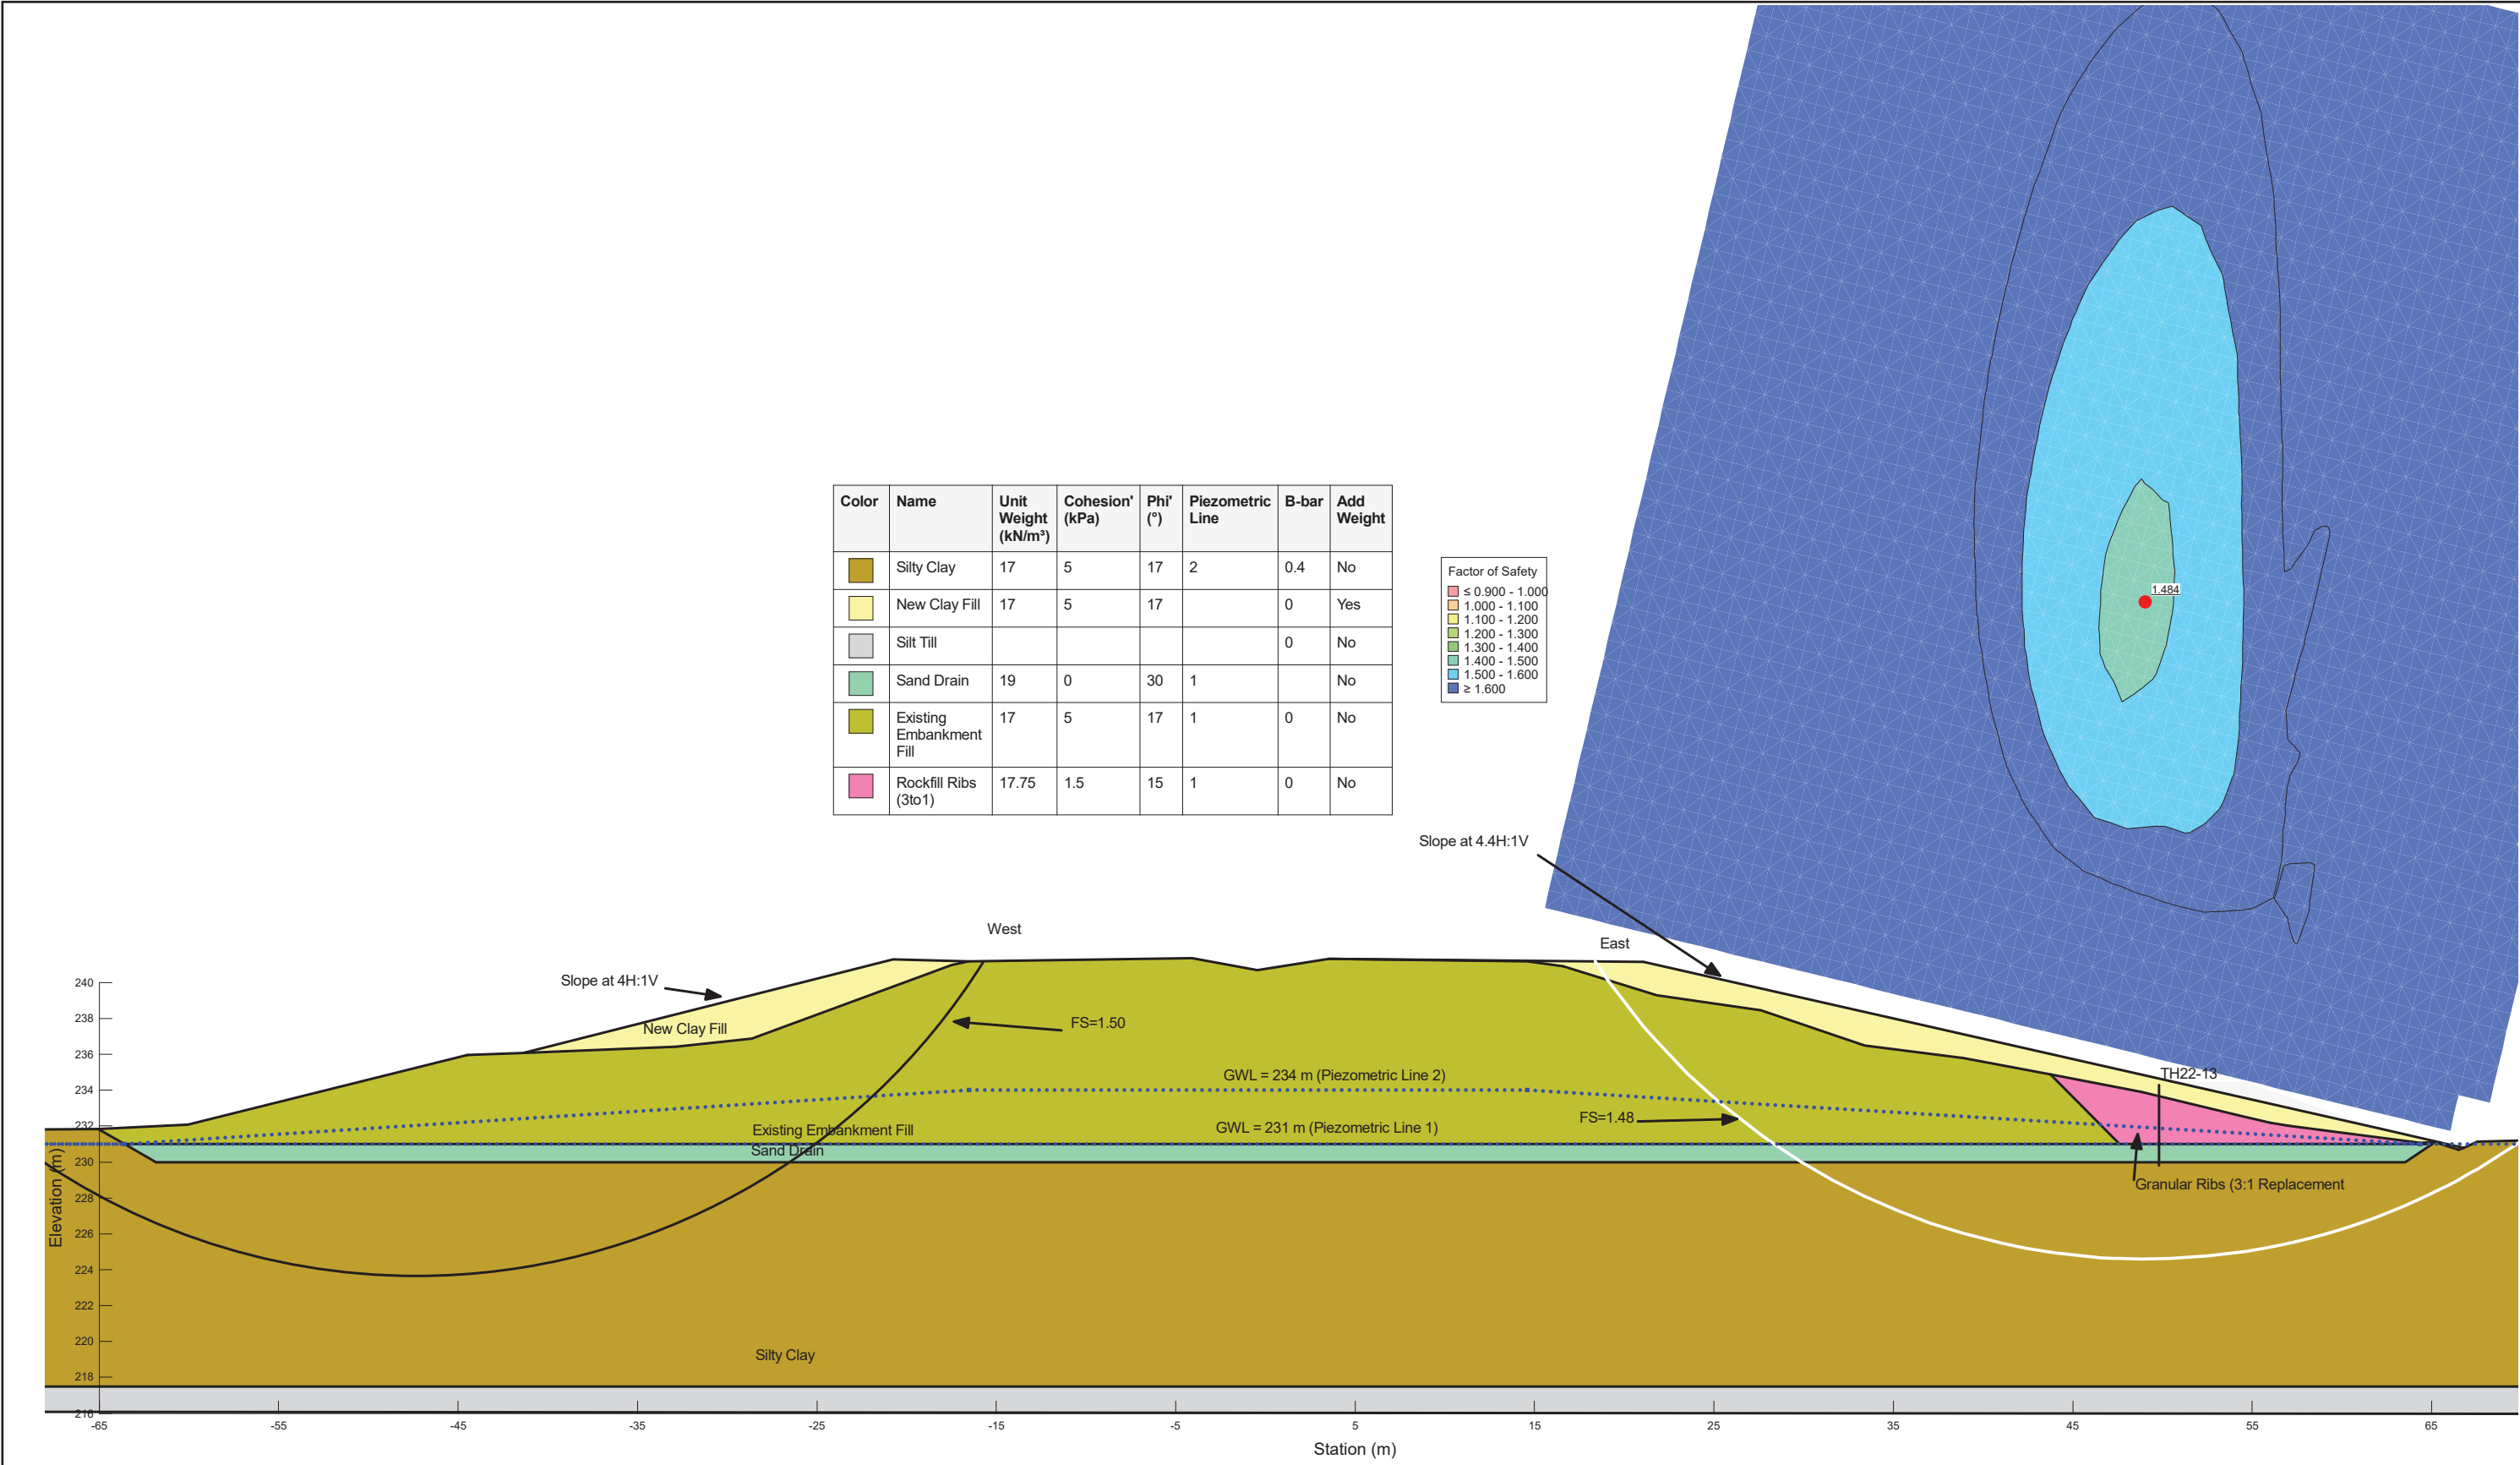 Color Name Unit Weight (kN/m³) Cohesion' (kPa) Phi' (°) Piezometric Line B-bar Add Weight
Silty Clay 17 5 17 2 0.4 No
New Clay Fill 17 5 17 0 Yes
Silt Till 0 No
Sand Drain 19 0 30 1 No
Existing Embankment Fill 17 5 17 1 0 No
Rockfill Ribs (3to1) 17.75 1.5 15 1 0 No
Factor of Safety
≤ 0.900 - 1.000
1.000 - 1.100
1.100 - 1.200
1.200 - 1.300
1.300 - 1.400
1.400 - 1.500
1.500 - 1.600
≥ 1.600
1.484
Slope at 4.4H:1V
West
East
Slope at 4H:1V
New Clay Fill
FS=1.50
GWL = 234 m (Piezometric Line 2)
TH22-13
FS=1.48
Existing Embankment Fill
GWL = 231 m (Piezometric Line 1)
Sand Drain
Granular Ribs (3:1 Replacement
Silty Clay
Elevation (m)
240
238
236
234
232
230
228
226
224
222
220
218
216
-65 -55 -45 -35 -25 -15 -5 5 15 25 35 45 55 65
Station (m)